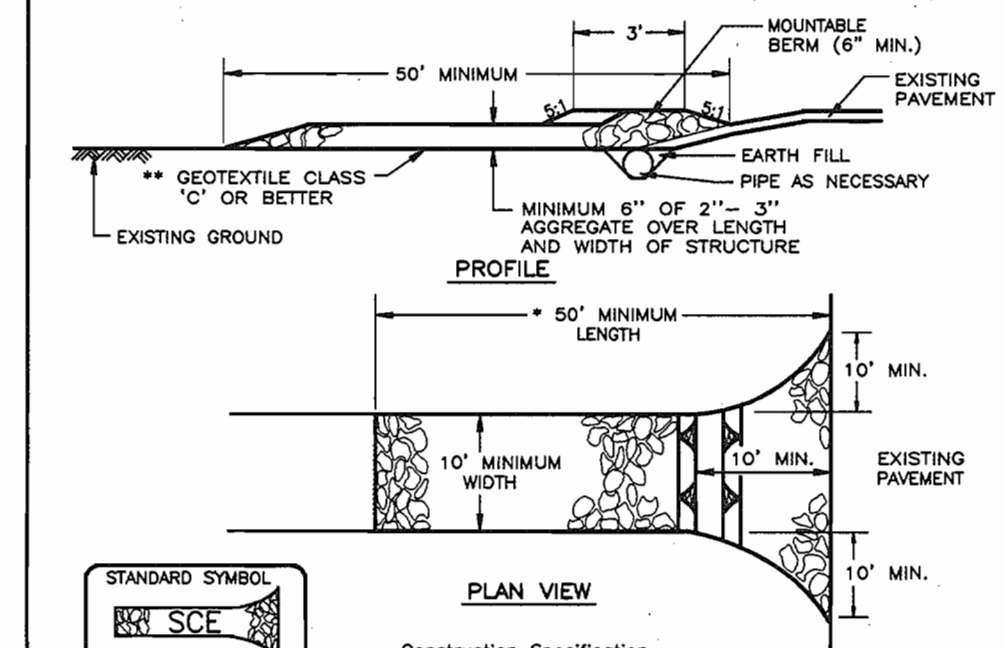 3'
MOUNTABLE
BERM (6" MIN.)
50' MINIMUM
EXISTING
PAVEMENT
5:1
5:1
** GEOTEXTILE CLASS
'C' OR BETTER
EARTH FILL
PIPE AS NECESSARY
EXISTING GROUND
MINIMUM 6" OF 2"- 3"
AGGREGATE OVER LENGTH
AND WIDTH OF STRUCTURE
PROFILE
* 50' MINIMUM
LENGTH
10' MIN.
10' MINIMUM
WIDTH
10' MIN.
EXISTING
PAVEMENT
10' MIN.
STANDARD SYMBOL
SCE
PLAN VIEW
Construction Specification